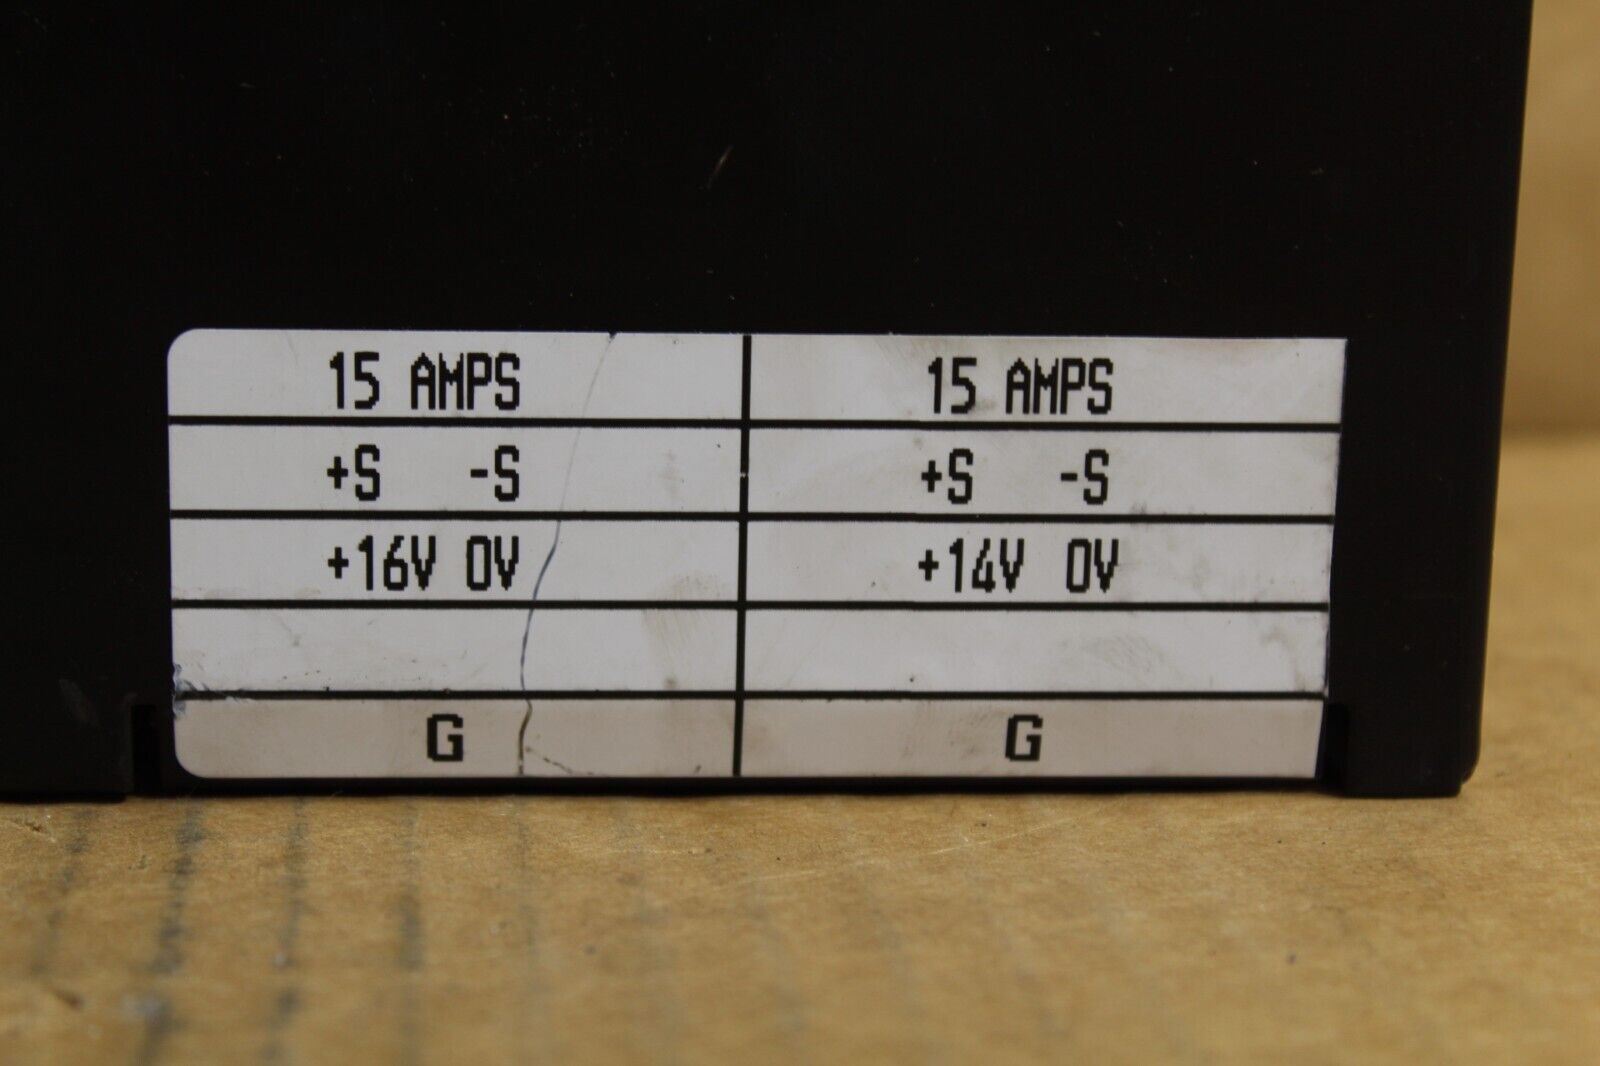 15 AMPS 15 AMPS
+S -S +S -S
+16V 0V +14V 0V
G G